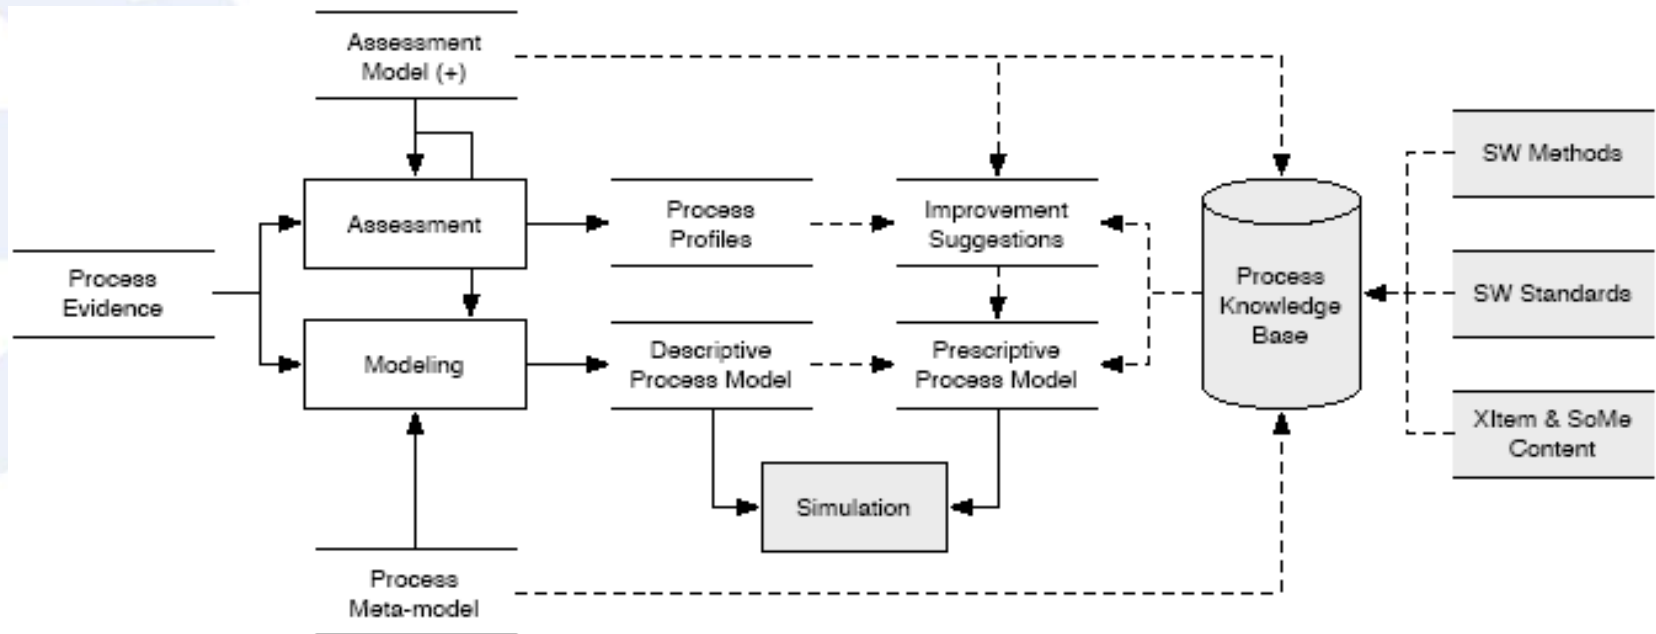 Assessment
Model (+)
SW Methods
Assessment
Process
Profiles
Improvement
Suggestions
Process
Evidence
Process
Knowledge
Base
SW Standards
Modeling
Descriptive
Process Model
Prescriptive
Process Model
XItem & SoMe
Content
Simulation
Process
Meta-model